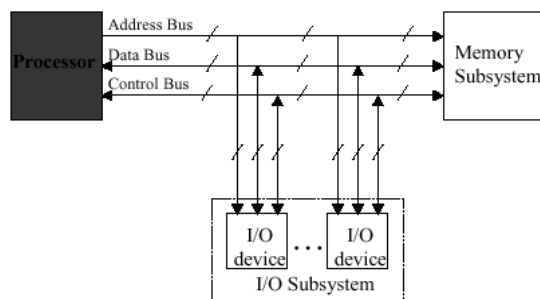 Address Bus
Data Bus
Processor
Control Bus
Memory
Subsystem
I/O
device
...
I/O
device
I/O Subsystem